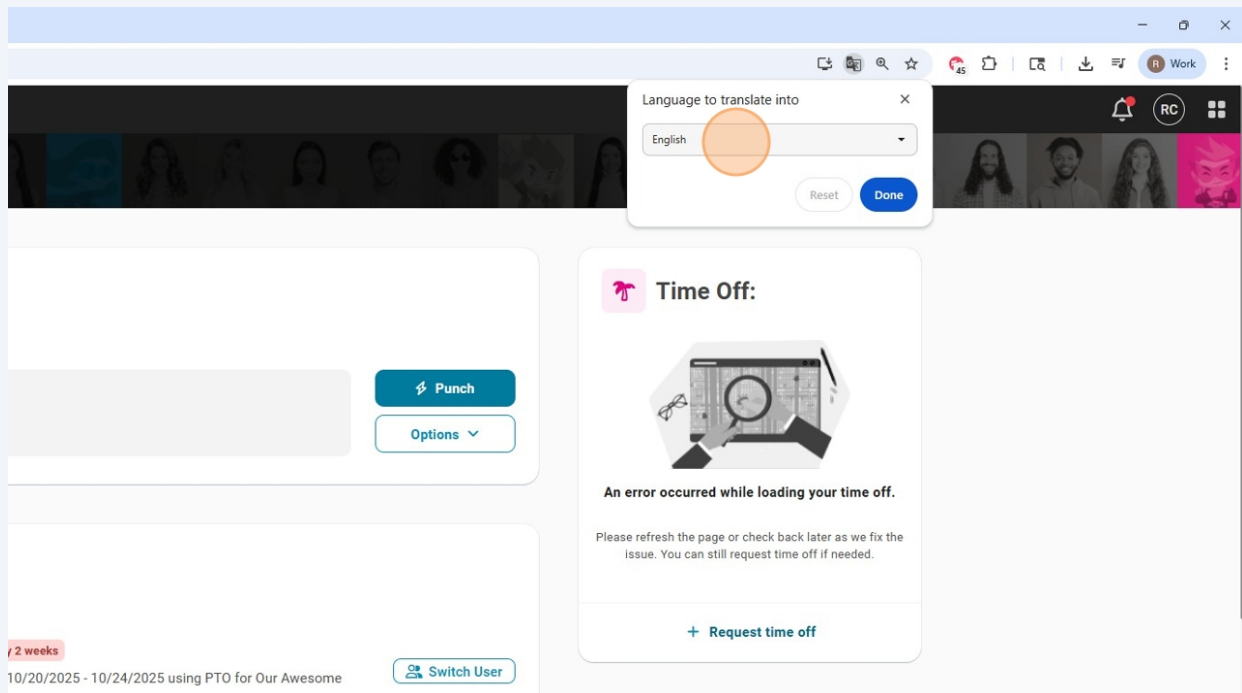 45
R Work
Language to translate into
English
Reset Done
RC
Time Off:
Punch
Options
An error occurred while loading your time off.
Please refresh the page or check back later as we fix the
issue. You can still request time off if needed.
+ Request time off
y 2 weeks
10/20/2025 - 10/24/2025 using PTO for Our Awesome
Switch User